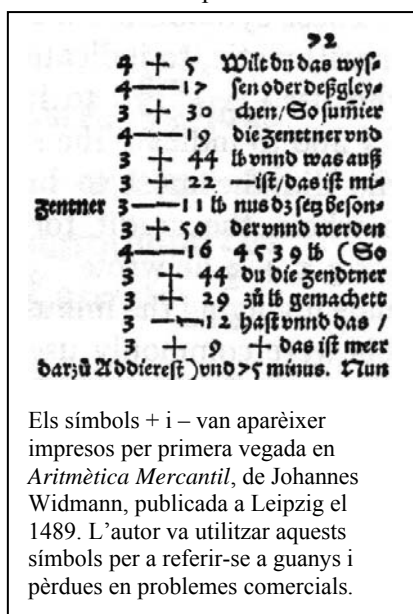 72
4 + 5 Wilt du das wyſ⸗
4 — 17 ſen oder deßgley⸗
3 + 30 chen/So ſum̄ier
4 — 19 die zentner vnd
3 + 44 lb vnnd was auß
3 + 22 — iſt/das iſt mi⸗
zentner 3 — 11 lb nus dz ſetz beſon⸗
3 + 50 der vnnd werden
4 — 16 4539 lb (So
3 + 44 du die zendtner
3 + 29 zů lb gemachett
3 — 12 haſt vnnd das /
3 + 9 + das iſt meer
darzů Addiereſt) vnd 75 minus. Nun
Els símbols + i – van aparèixer
impresos per primera vegada en
Aritmètica Mercantil, de Johannes
Widmann, publicada a Leipzig el
1489. L’autor va utilitzar aquests
símbols per a referir-se a guanys i
pèrdues en problemes comercials.